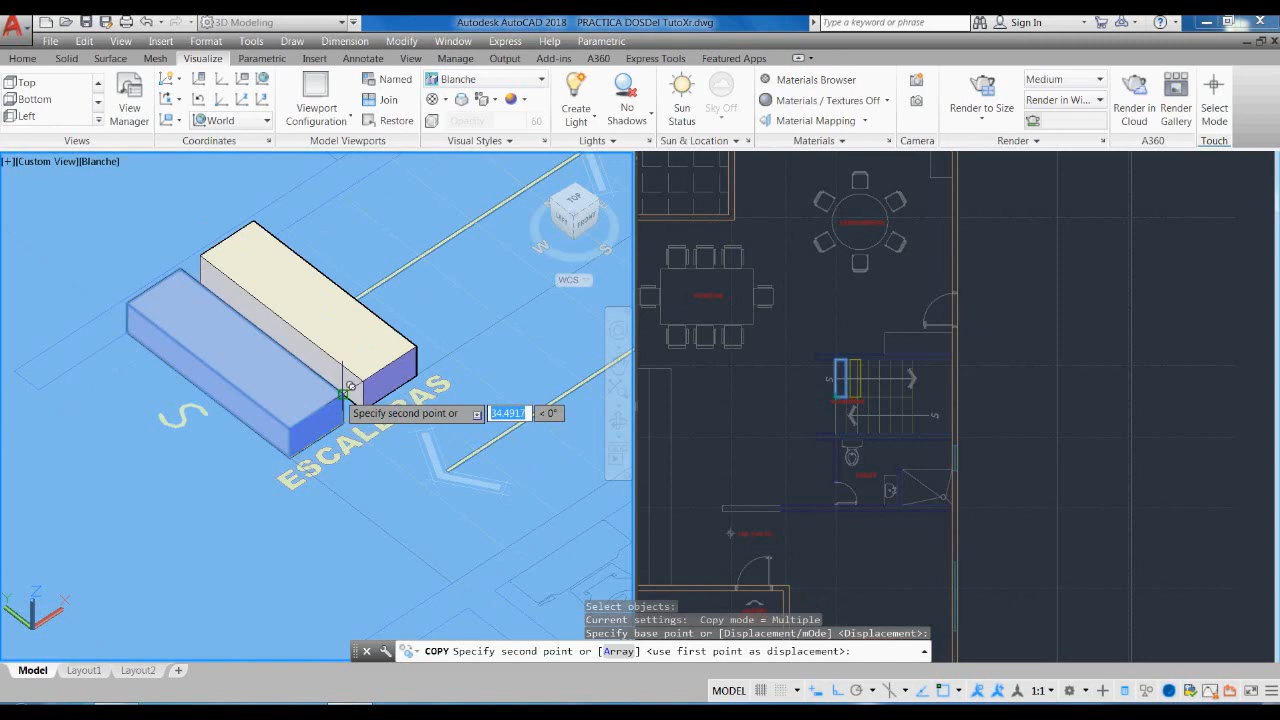 3D Modeling
Autodesk AutoCAD 2018 PRACTICA DOSDel TutoXr.dwg
Type a keyword or phrase
Sign In
File Edit View Insert Format Tools Draw Dimension Modify Window Express Help Parametric
Home Solid Surface Mesh Visualize Parametric Insert Annotate View Manage Output Add-ins A360 Express Tools Featured Apps
Top
Bottom
Left
View Manager
World
Viewport Configuration
Named
Join
Restore
Blanche
Opacity 60
Create Light
No Shadows
Sun Status
Sky Off
Materials Browser
Materials / Textures Off
Material Mapping
Render to Size
Medium
Render in Wi...
Render in Cloud
Render Gallery
Select Mode
Views Coordinates Model Viewports Visual Styles Lights Sun & Location Materials Camera Render A360 Touch
[+][Custom View][Blanche]
TOP
LEFT
FRONT
W
S
WCS
S
ESCALERAS
Specify second point or 34.4917 < 0°
S
S
Y
Z
X
Select objects:
Current settings: Copy mode = Multiple
Specify base point or [Displacement/mOde] <Displacement>:
COPY Specify second point or [Array] <use first point as displacement>:
Model Layout1 Layout2 +
MODEL
1:1